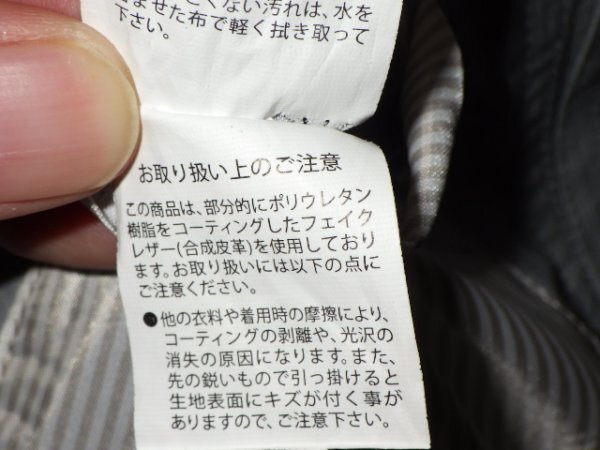 くない汚れは、水を
ませた布で軽く拭き取って
下さい。
お取り扱い上のご注意
この商品は、部分的にポリウレタン
樹脂をコーティングしたフェイク
レザー(合成皮革)を使用しており
ます。お取り扱いには以下の点に
ご注意ください。
●他の衣料や着用時の摩擦により、
コーティングの剥離や、光沢の
消失の原因になります。また、
先の鋭いもので引っ掛けると
生地表面にキズが付く事が
ありますので、ご注意下さい。